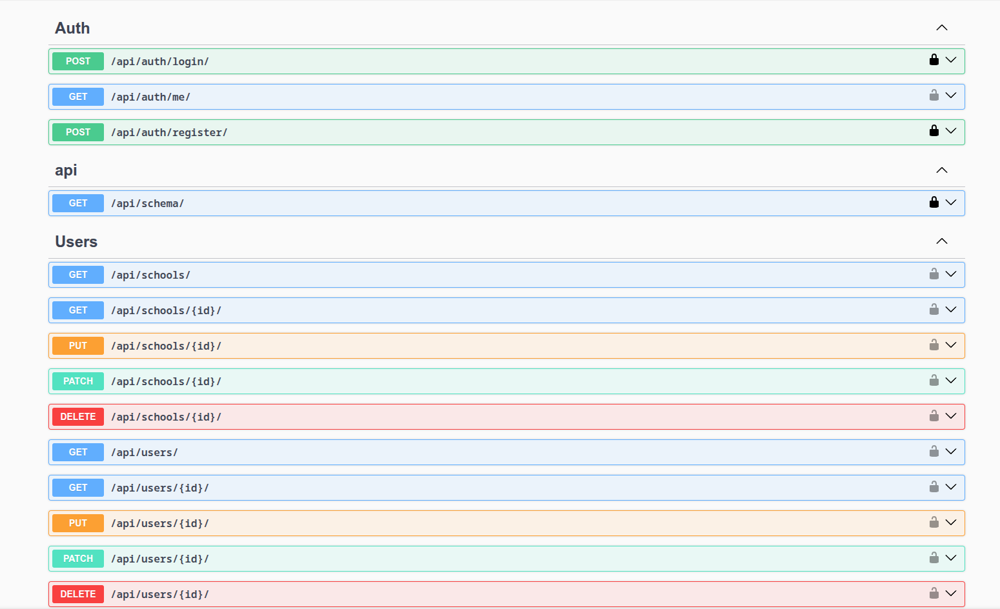 Auth
POST /api/auth/login/
GET /api/auth/me/
POST /api/auth/register/
api
GET /api/schema/
Users
GET /api/schools/
GET /api/schools/{id}/
PUT /api/schools/{id}/
PATCH /api/schools/{id}/
DELETE /api/schools/{id}/
GET /api/users/
GET /api/users/{id}/
PUT /api/users/{id}/
PATCH /api/users/{id}/
DELETE /api/users/{id}/